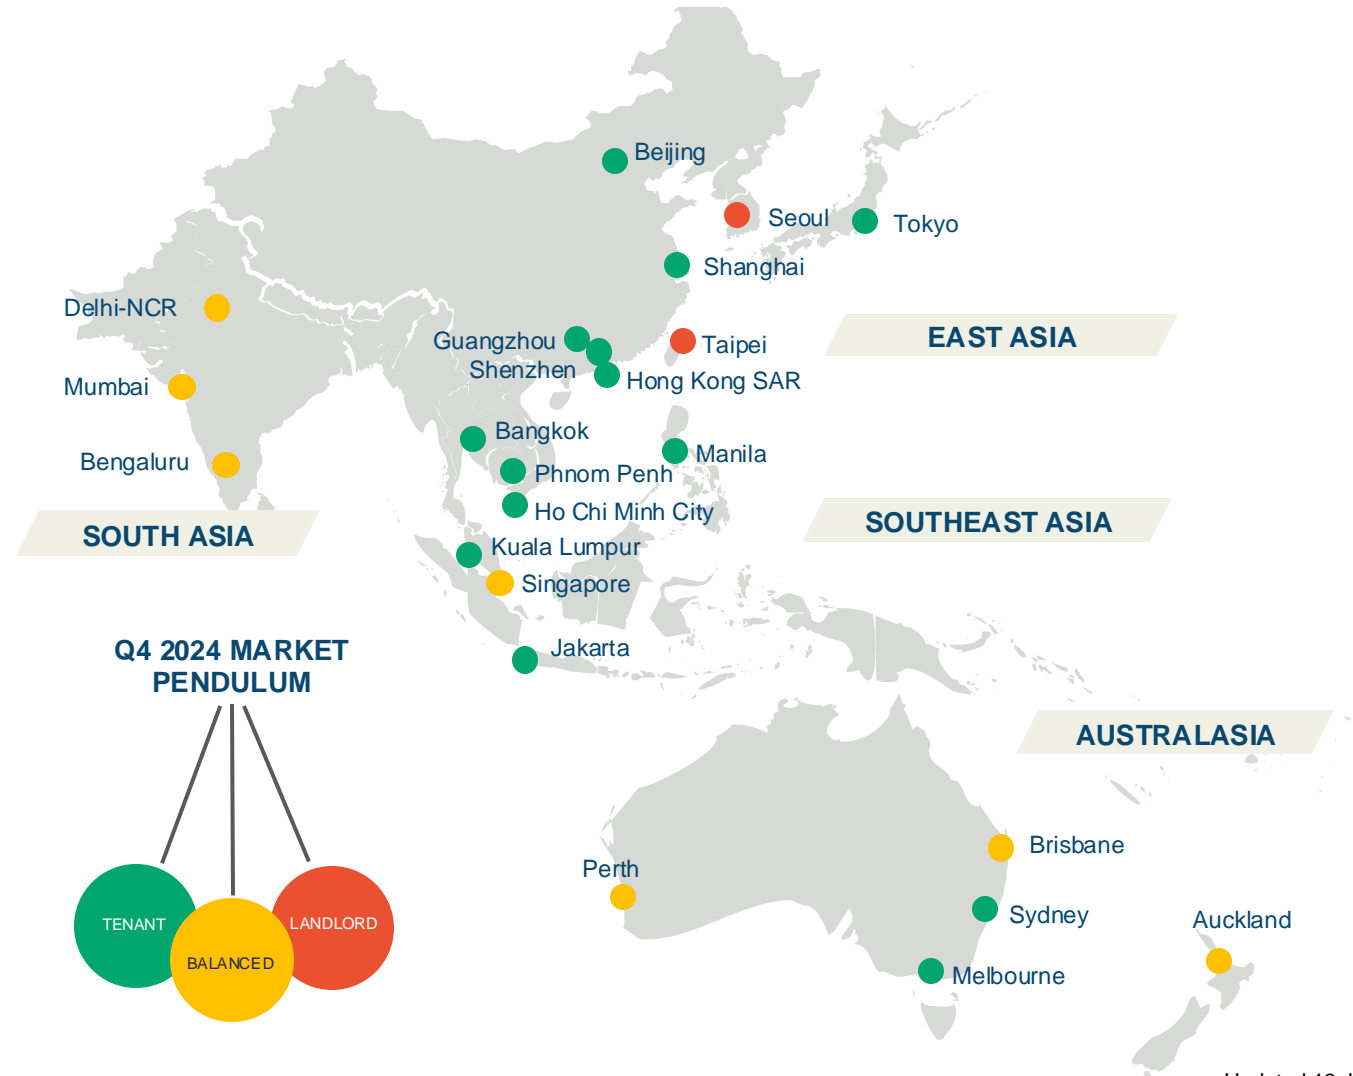 Beijing
Seoul
Tokyo
Shanghai
Delhi-NCR
Guangzhou
Taipei
EAST ASIA
Shenzhen
Hong Kong SAR
Mumbai
Bangkok
Manila
Bengaluru
Phnom Penh
Ho Chi Minh City
SOUTHEAST ASIA
SOUTH ASIA
Kuala Lumpur
Singapore
Jakarta
Q4 2024 MARKET
PENDULUM
AUSTRALASIA
Brisbane
Perth
Sydney
Auckland
TENANT
LANDLORD
BALANCED
Melbourne